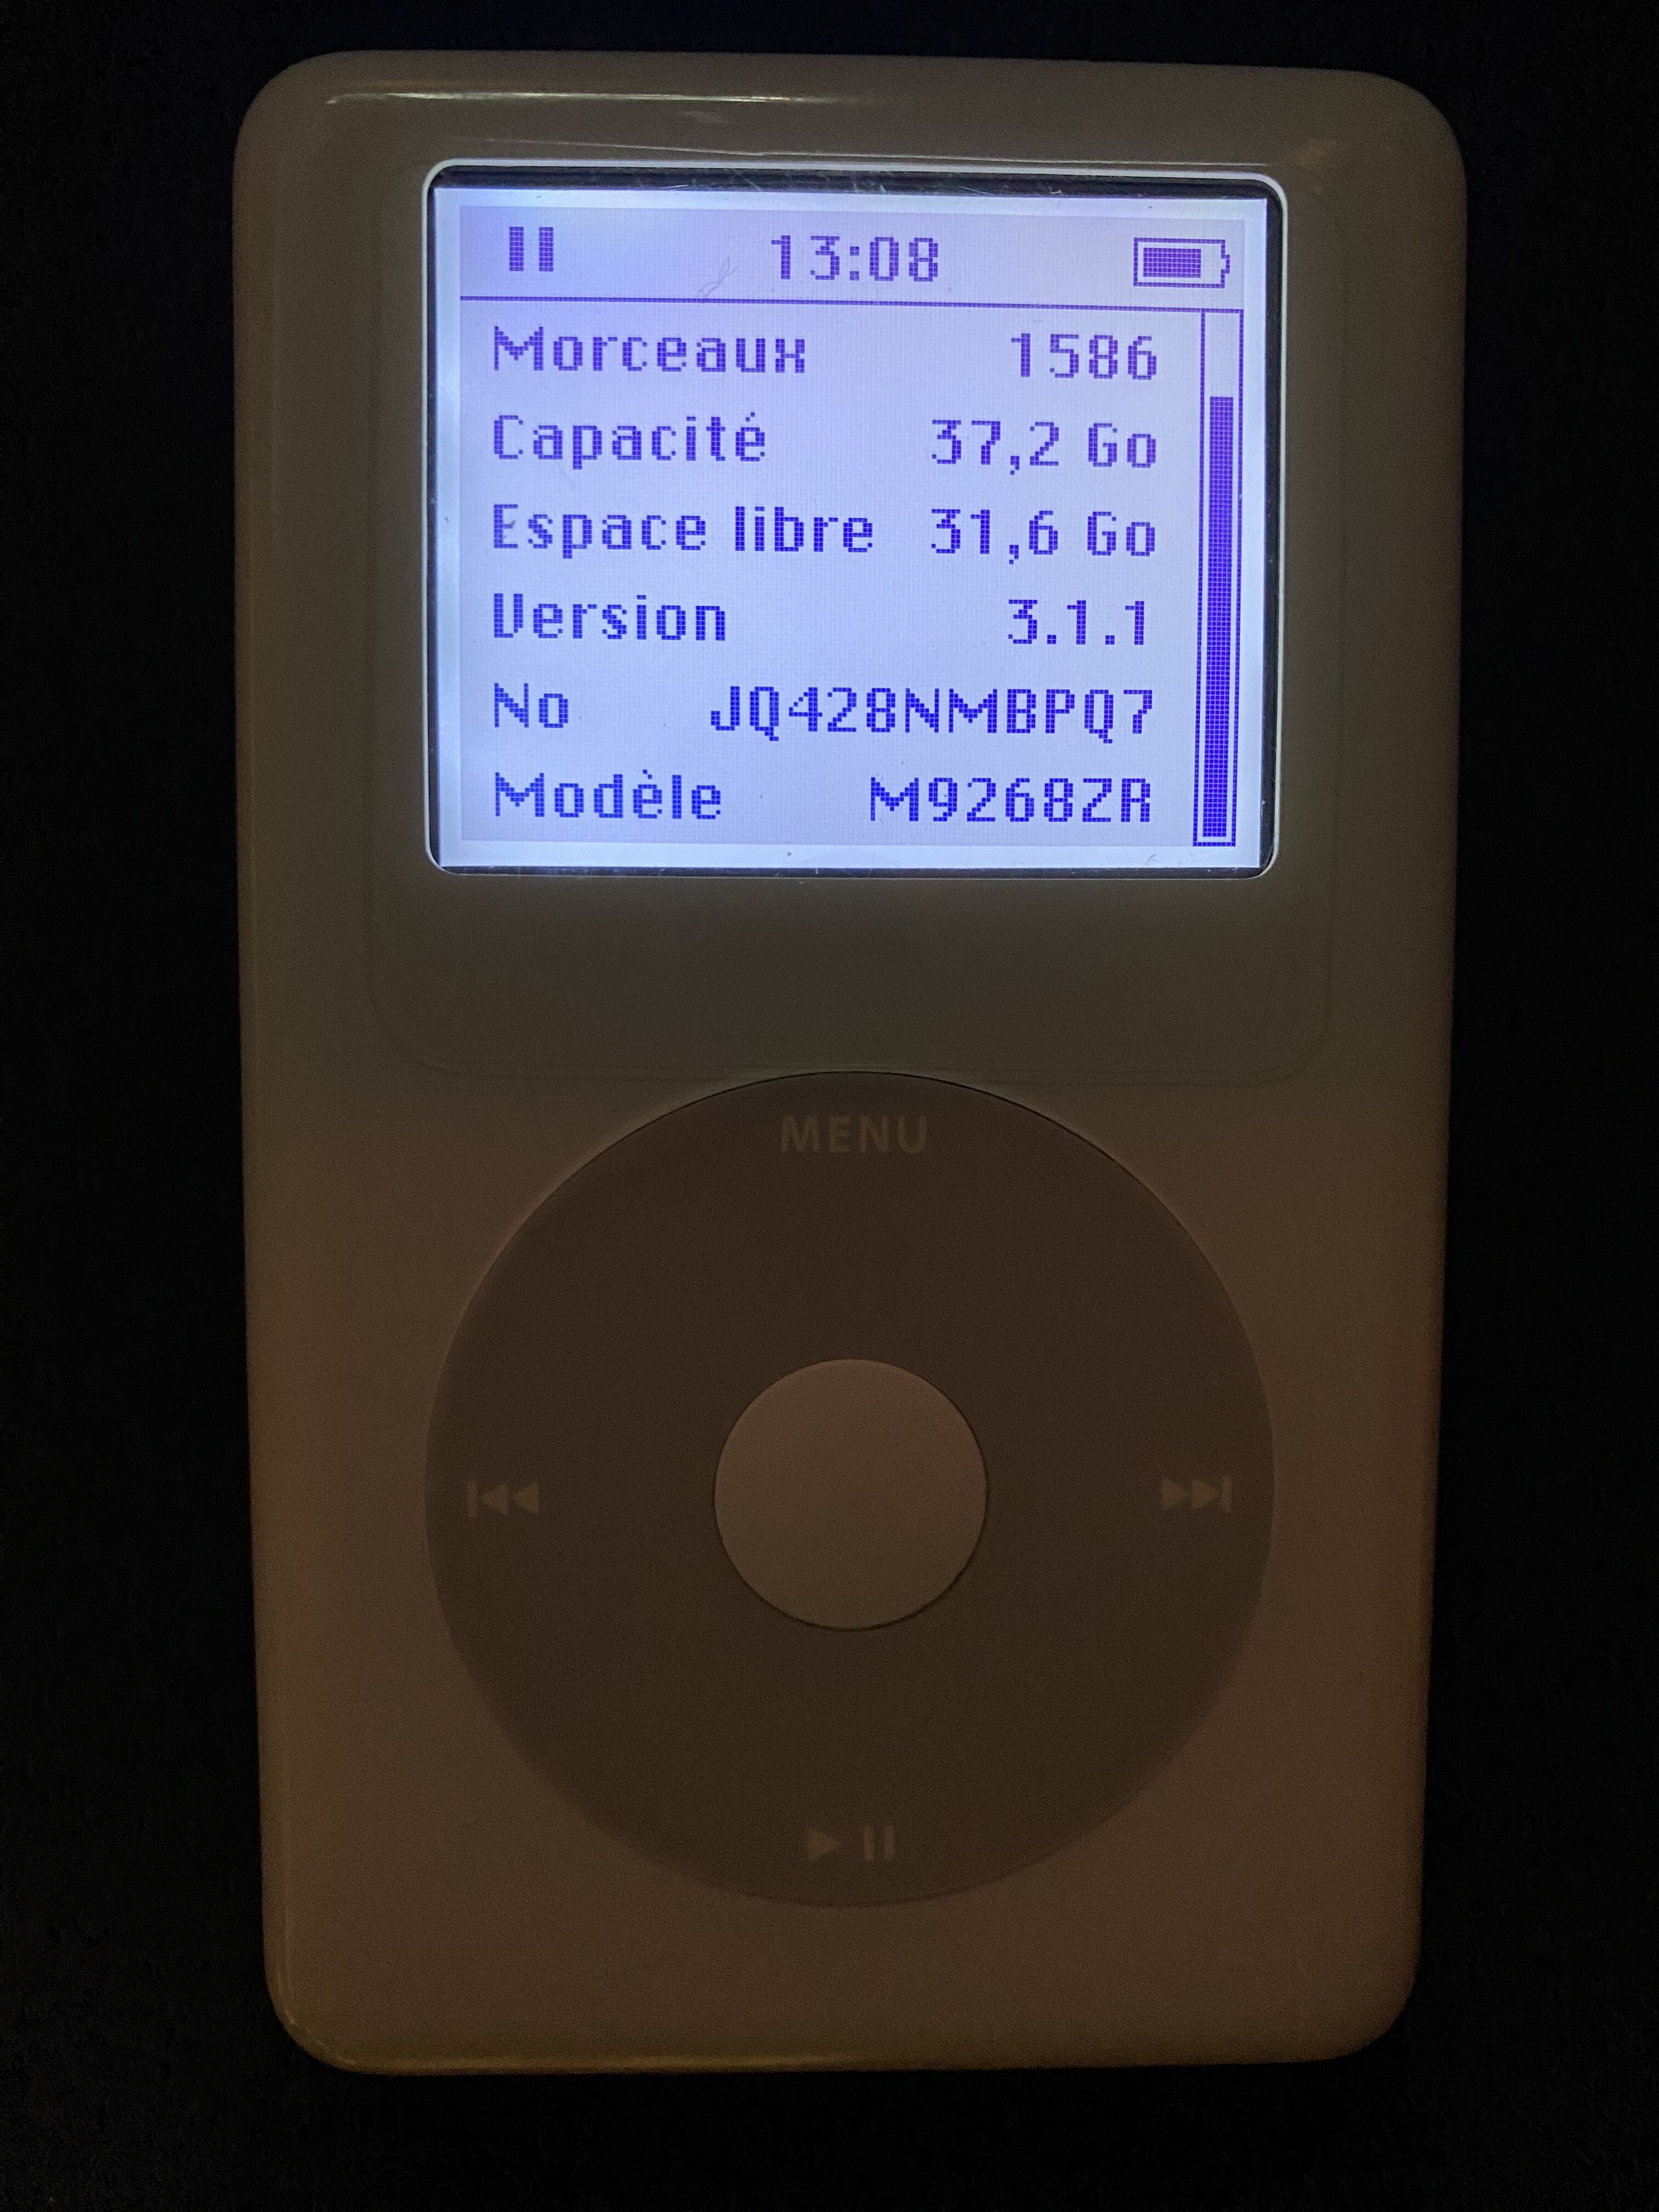 13:08
Morceaux 1586
Capacité 37,2 Go
Espace libre 31,6 Go
Version 3.1.1
No JQ428NMBPQ7
Modèle M9268ZA
MENU